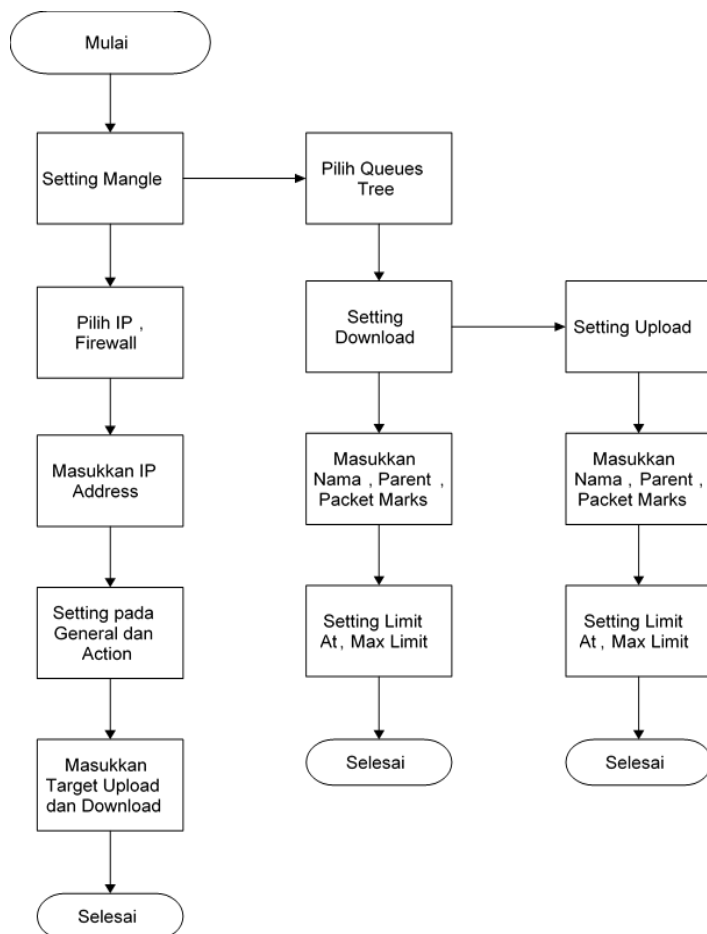 Mulai
Setting Mangle
Pilih IP ,
Firewall
Masukkan IP
Address
Setting pada
General dan
Action
Masukkan
Target Upload
dan Download
Selesai
Pilih Queues
Tree
Setting
Download
Masukkan
Nama , Parent ,
Packet Marks
Setting Limit
At, Max Limit
Selesai
Setting Upload
Masukkan
Nama , Parent ,
Packet Marks
Setting Limit
At, Max Limit
Selesai